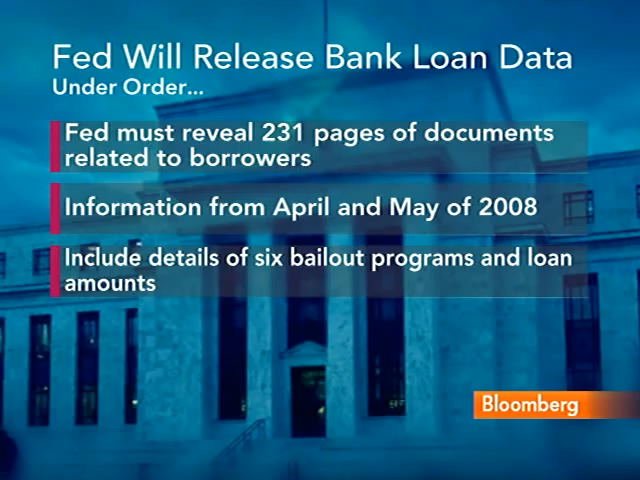 Fed Will Release Bank Loan Data
Under Order...
Fed must reveal 231 pages of documents
related to borrowers
Information from April and May of 2008
Include details of six bailout programs and loan
amounts
Bloomberg